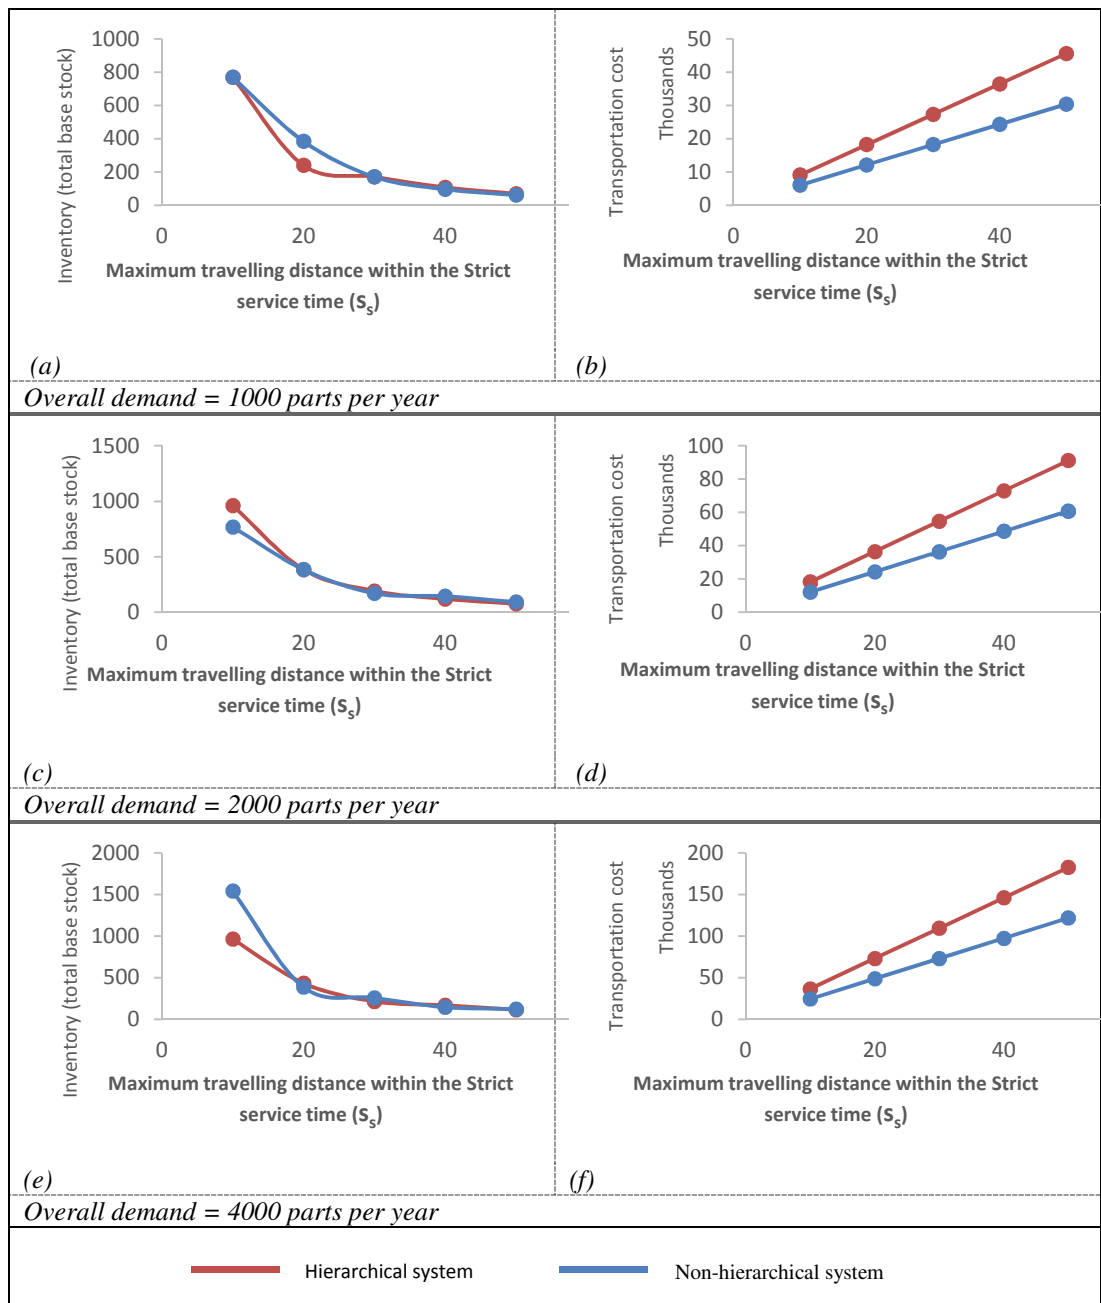 1000
800
600
400
200
0
0
20
40
Inventory (total base stock)
Maximum travelling distance within the Strict
service time (Ss)
(a)
50
40
30
20
10
0
0
20
40
Transportation cost
Thousands
Maximum travelling distance within the Strict
service time (Ss)
(b)
Overall demand = 1000 parts per year
1500
1000
500
0
0
20
40
Inventory (total base stock)
Maximum travelling distance within the Strict
service time (Ss)
(c)
100
80
60
40
20
0
0
20
40
Transportation cost
Thousands
Maximum travelling distance within the Strict
service time (Ss)
(d)
Overall demand = 2000 parts per year
2000
1500
1000
500
0
0
20
40
Inventory (total base stock)
Maximum travelling distance within the Strict
service time (Ss)
(e)
200
150
100
50
0
0
20
40
Transportation cost
Thousands
Maximum travelling distance within the Strict
service time (Ss)
(f)
Overall demand = 4000 parts per year
Hierarchical system
Non-hierarchical system